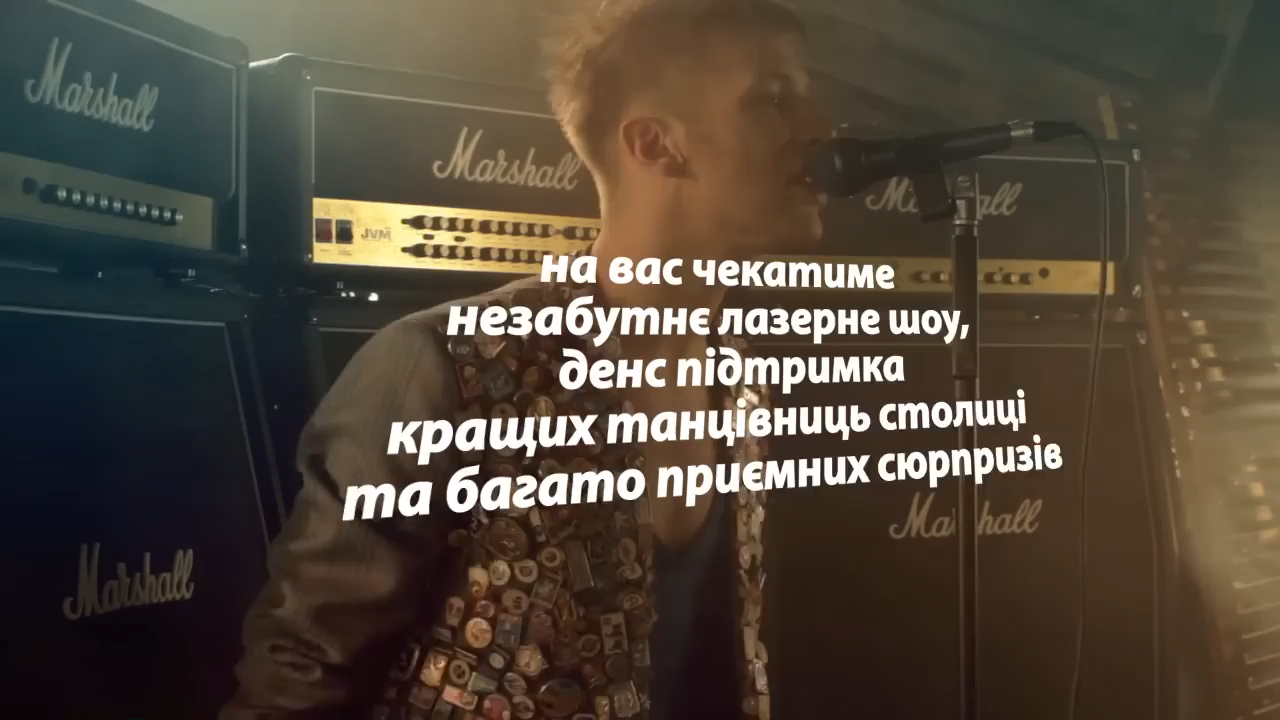 Marshall
Marshall
JVM
Marshall
на вас чекатиме
незабутнє лазерне шоу,
денс підтримка
кращих танцівниць столиці
та багато приємних сюрпризів
Marshall
Marshall